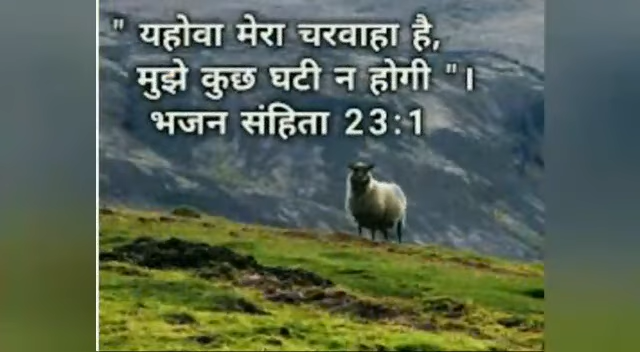 " यहोवा मेरा चरवाहा है,
मुझे कुछ घटी न होगी "।
भजन संहिता 23:1